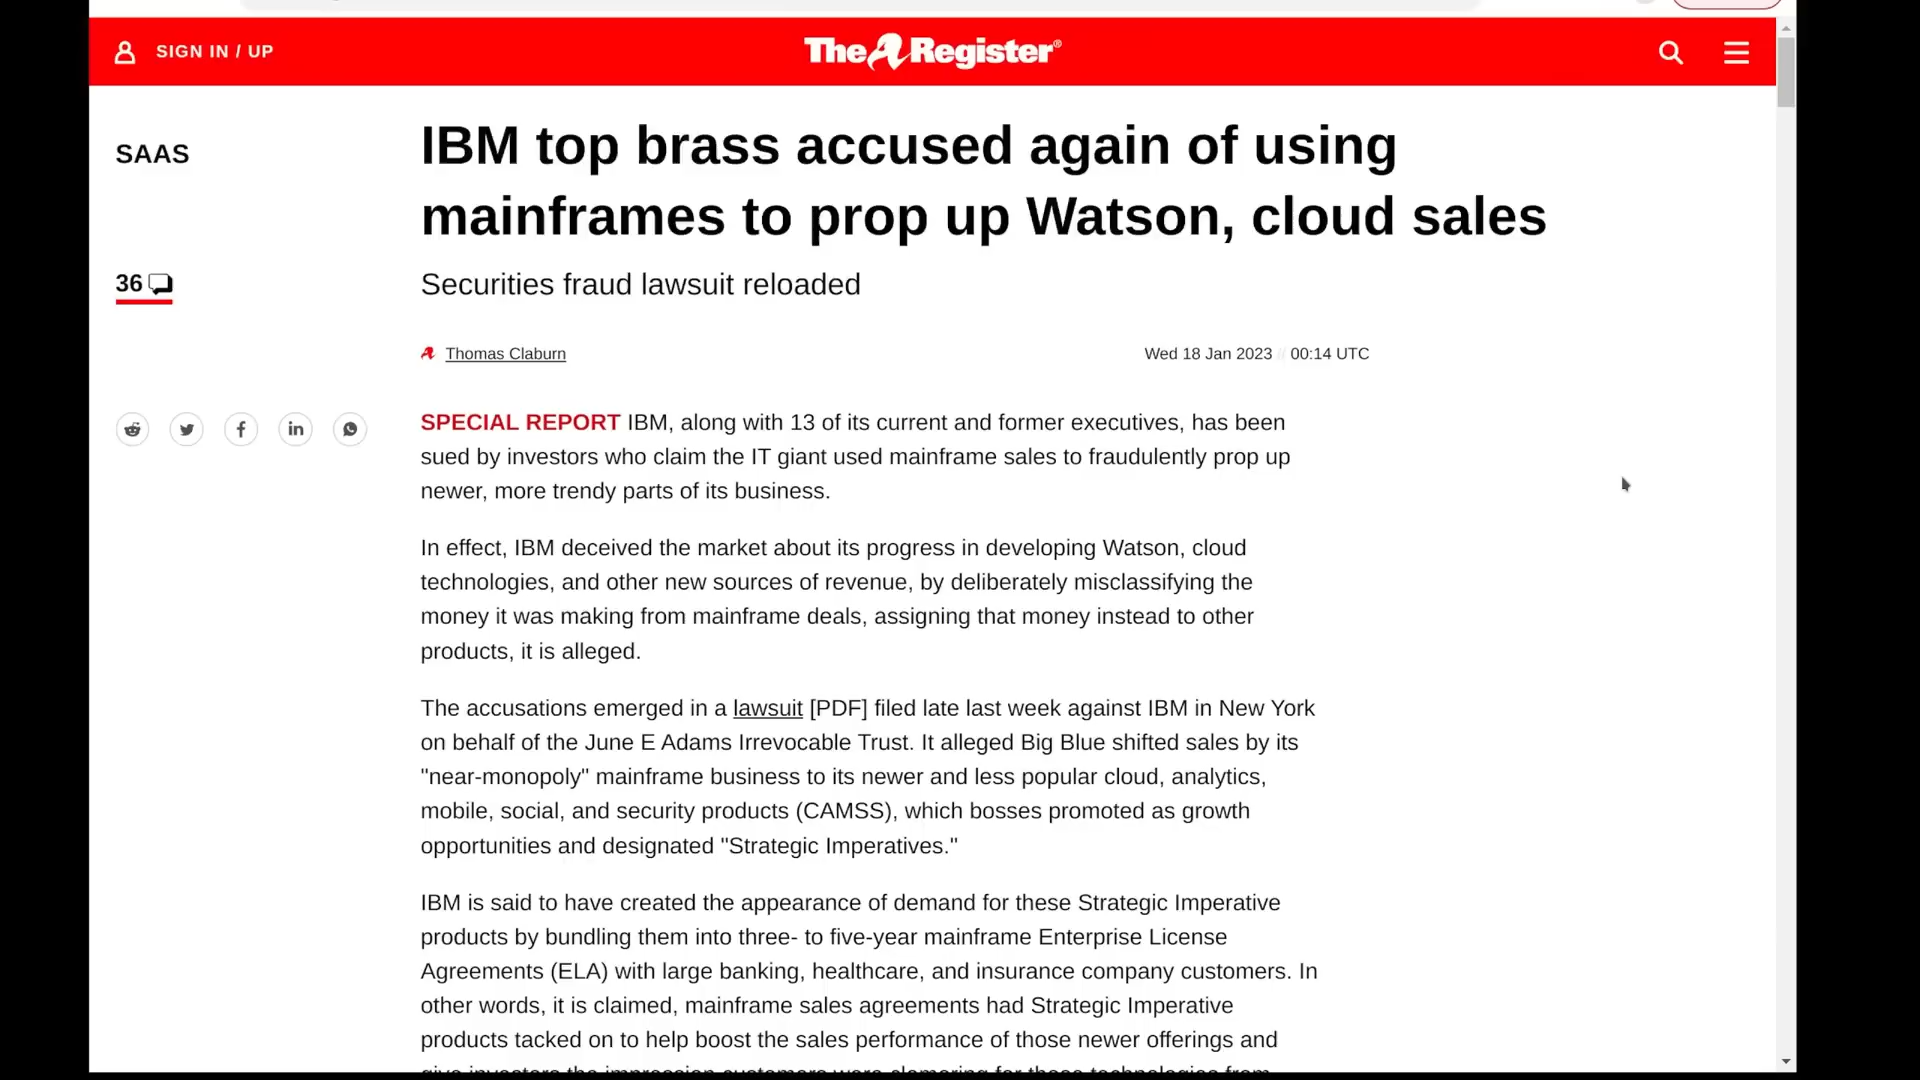 SIGN IN / UP
The Register®
SAAS
IBM top brass accused again of using
mainframes to prop up Watson, cloud sales
36
Securities fraud lawsuit reloaded
Thomas Claburn
Wed 18 Jan 2023 // 00:14 UTC
SPECIAL REPORT IBM, along with 13 of its current and former executives, has been
sued by investors who claim the IT giant used mainframe sales to fraudulently prop up
newer, more trendy parts of its business.
In effect, IBM deceived the market about its progress in developing Watson, cloud
technologies, and other new sources of revenue, by deliberately misclassifying the
money it was making from mainframe deals, assigning that money instead to other
products, it is alleged.
The accusations emerged in a lawsuit [PDF] filed late last week against IBM in New York
on behalf of the June E Adams Irrevocable Trust. It alleged Big Blue shifted sales by its
"near-monopoly" mainframe business to its newer and less popular cloud, analytics,
mobile, social, and security products (CAMSS), which bosses promoted as growth
opportunities and designated "Strategic Imperatives."
IBM is said to have created the appearance of demand for these Strategic Imperative
products by bundling them into three- to five-year mainframe Enterprise License
Agreements (ELA) with large banking, healthcare, and insurance company customers. In
other words, it is claimed, mainframe sales agreements had Strategic Imperative
products tacked on to help boost the sales performance of those newer offerings and
give investors the impression customers were clamoring for those technologies from